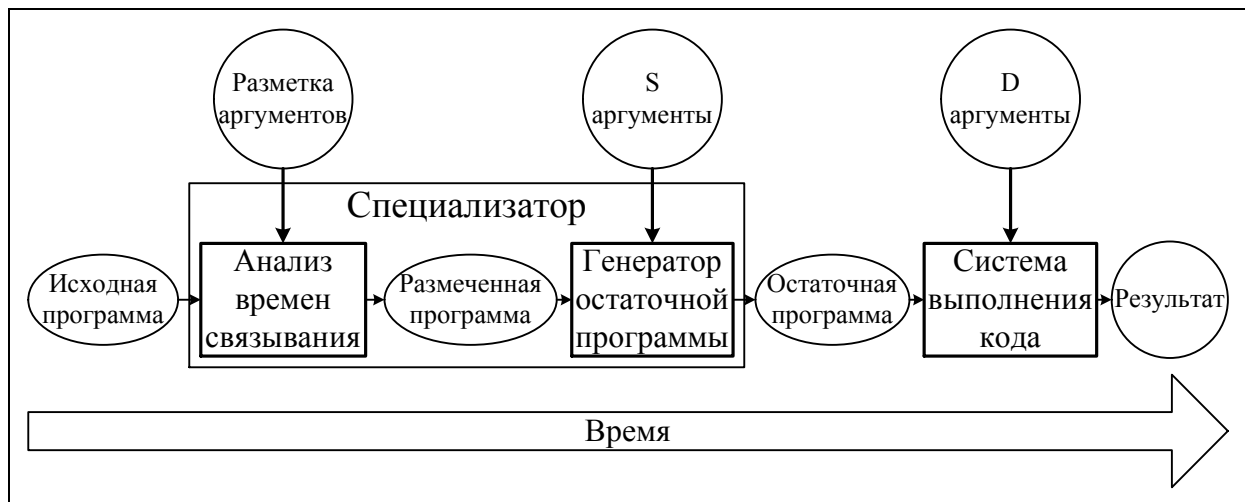 Разметка
аргументов
S
аргументы
D
аргументы
Специализатор
Исходная
программа
Анализ
времен
связывания
Размеченная
программа
Генератор
остаточной
программы
Остаточная
программа
Система
выполнения
кода
Результат
Время